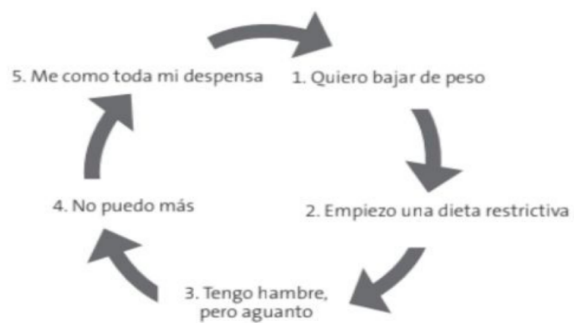 5. Me como toda mi despensa
1. Quiero bajar de peso
2. Empiezo una dieta restrictiva
3. Tengo hambre,
pero aguanto
4. No puedo más